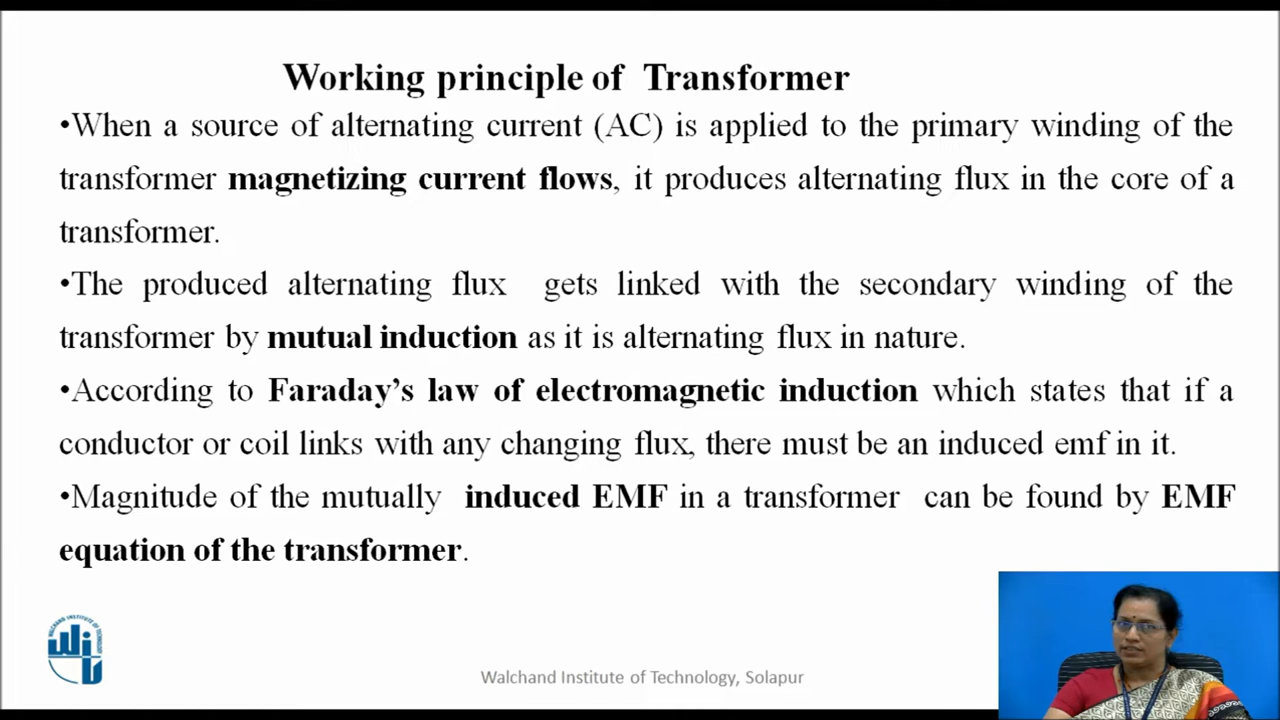 Working principle of Transformer
•When a source of alternating current (AC) is applied to the primary winding of the
transformer magnetizing current flows, it produces alternating flux in the core of a
transformer.
•The produced alternating flux gets linked with the secondary winding of the
transformer by mutual induction as it is alternating flux in nature.
•According to Faraday’s law of electromagnetic induction which states that if a
conductor or coil links with any changing flux, there must be an induced emf in it.
•Magnitude of the mutually induced EMF in a transformer can be found by EMF
equation of the transformer.
WALCHAND INSTITUTE OF TECHNOLOGY
WiT
Walchand Institute of Technology, Solapur